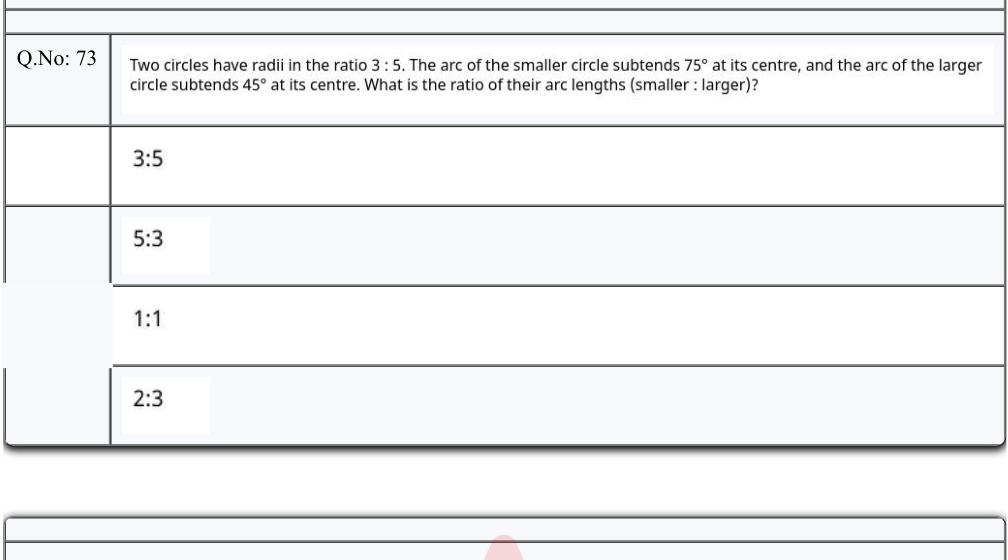 Q.No: 73
Two circles have radii in the ratio 3 : 5. The arc of the smaller circle subtends 75° at its centre, and the arc of the larger
circle subtends 45° at its centre. What is the ratio of their arc lengths (smaller : larger)?
3:5
5:3
1:1
2:3